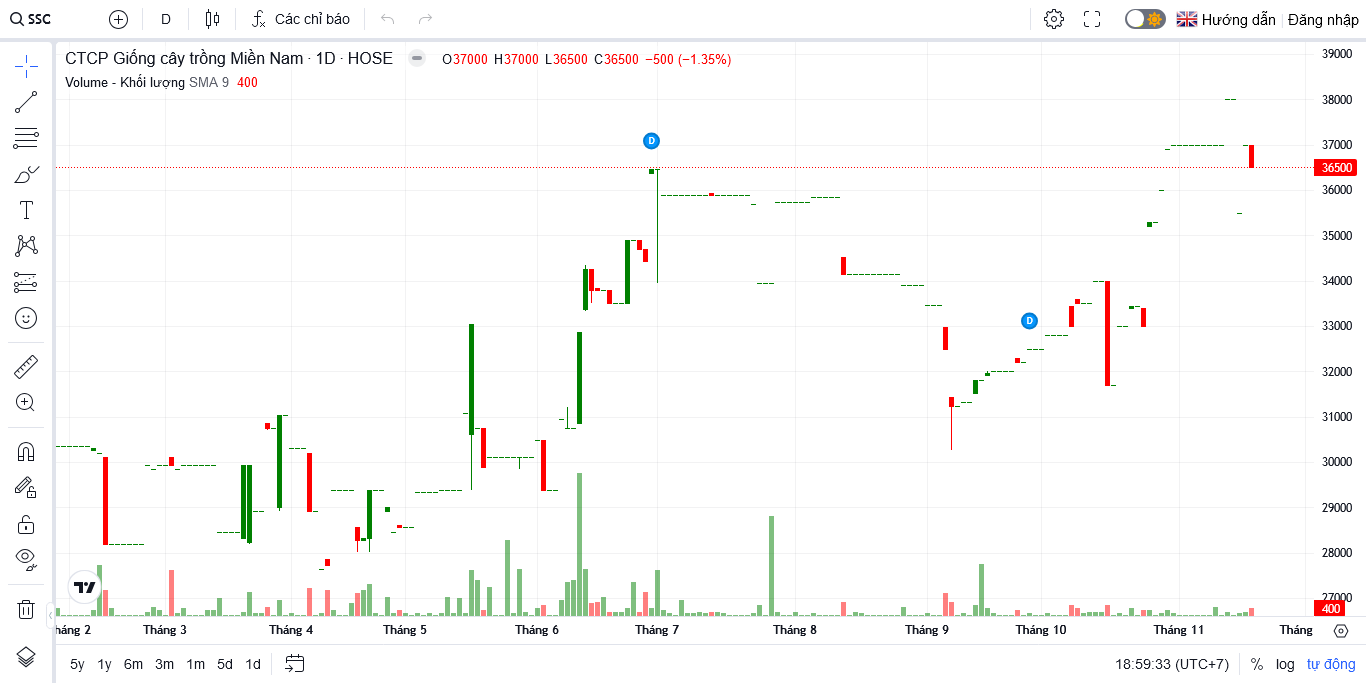 SSC D Các chỉ báo Hướng dẫn Đăng nhập
CTCP Giống cây trồng Miền Nam · 1D · HOSE O37000 H37000 L36500 C36500 −500 (−1.35%)
Volume - Khối lượng SMA 9 400
39000
38000
37000
36500
36000
35000
34000
33000
32000
31000
30000
29000
28000
27000
400
D
D
háng 2 Tháng 3 Tháng 4 Tháng 5 Tháng 6 Tháng 7 Tháng 8 Tháng 9 Tháng 10 Tháng 11 Tháng
5y 1y 6m 3m 1m 5d 1d 18:59:33 (UTC+7) % log tự động